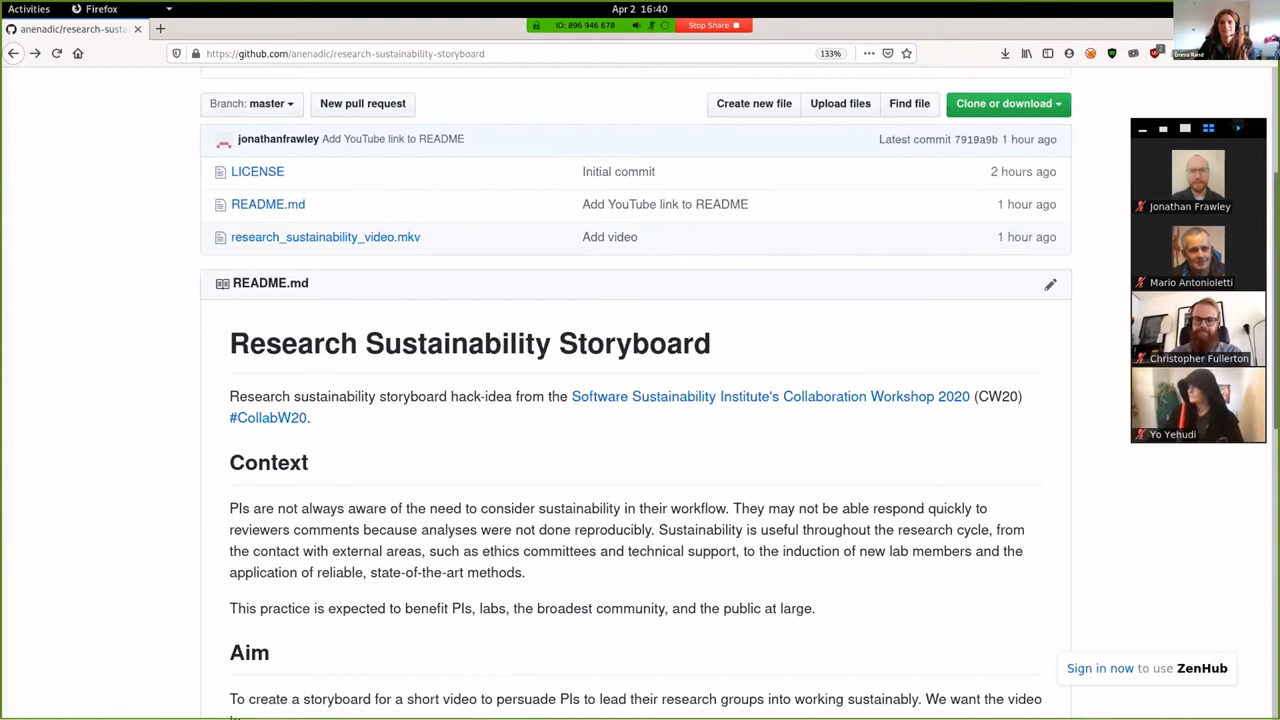 Activities
Firefox
Apr 2 16:40
anenadic/research-susta
ID: 896 946 678
Stop Share
https://github.com/anenadic/research-sustainability-storyboard
133%
Emma Rand
Branch: master
New pull request
Create new file
Upload files
Find file
Clone or download
jonathanfrawley Add YouTube link to README
Latest commit 7919a9b 1 hour ago
LICENSE
Initial commit
2 hours ago
README.md
Add YouTube link to README
1 hour ago
research_sustainability_video.mkv
Add video
1 hour ago
README.md
Research Sustainability Storyboard
Research sustainability storyboard hack-idea from the Software Sustainability Institute's Collaboration Workshop 2020 (CW20)
#CollabW20.
Context
PIs are not always aware of the need to consider sustainability in their workflow. They may not be able respond quickly to
reviewers comments because analyses were not done reproducibly. Sustainability is useful throughout the research cycle, from
the contact with external areas, such as ethics committees and technical support, to the induction of new lab members and the
application of reliable, state-of-the-art methods.
This practice is expected to benefit PIs, labs, the broadest community, and the public at large.
Aim
To create a storyboard for a short video to persuade PIs to lead their research groups into working sustainably. We want the video
Jonathan Frawley
Mario Antonioletti
Christopher Fullerton
Yo Yehudi
Sign in now to use ZenHub